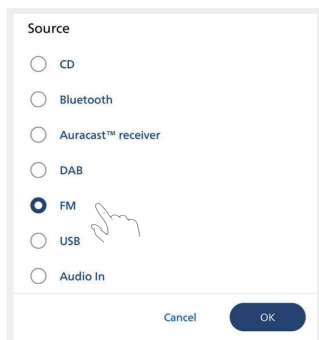 Source
CD
Bluetooth
Auracast™ receiver
DAB
FM
USB
Audio In
Cancel OK